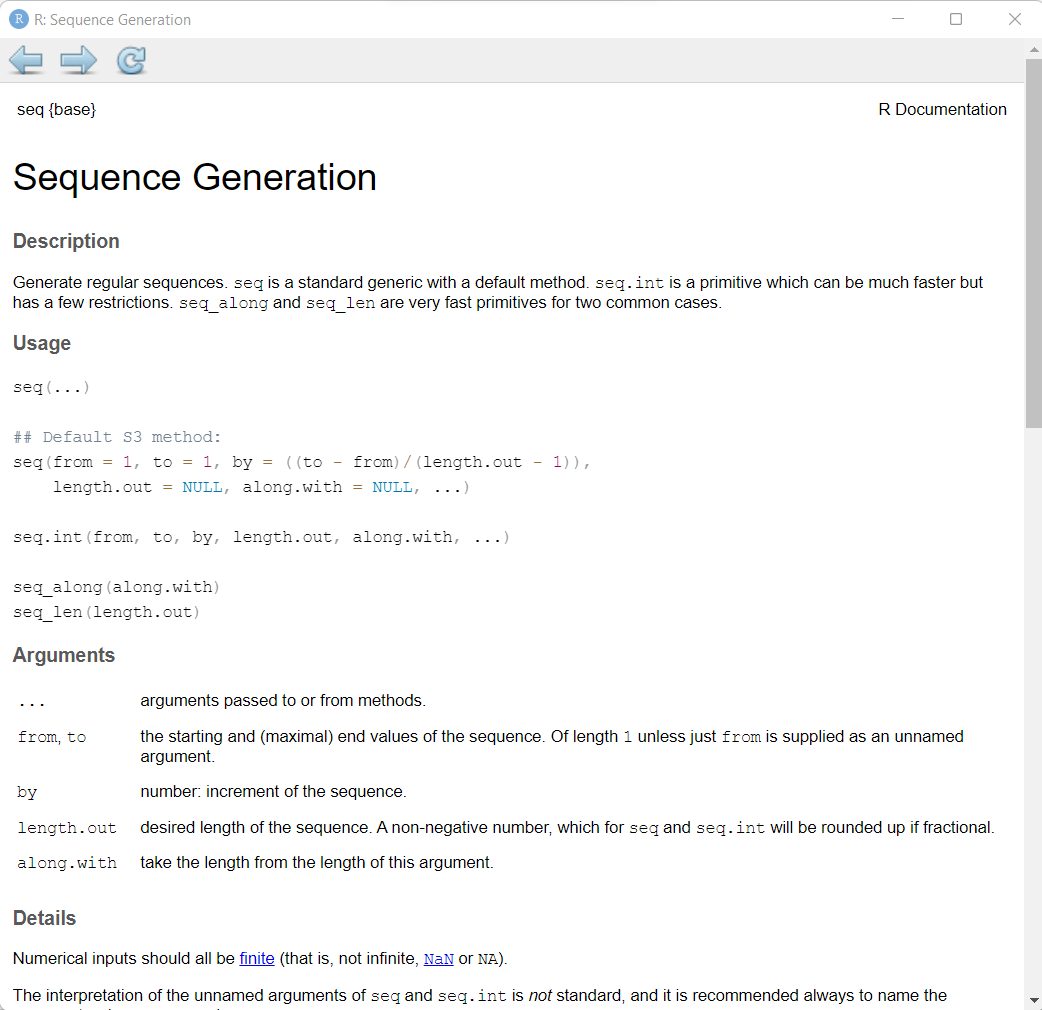 R R: Sequence Generation
seq {base} R Documentation
Sequence Generation
Description
Generate regular sequences. seq is a standard generic with a default method. seq.int is a primitive which can be much faster but
has a few restrictions. seq_along and seq_len are very fast primitives for two common cases.
Usage
seq(...)
## Default S3 method:
seq(from = 1, to = 1, by = ((to - from)/(length.out - 1)),
    length.out = NULL, along.with = NULL, ...)
seq.int(from, to, by, length.out, along.with, ...)
seq_along(along.with)
seq_len(length.out)
Arguments
... arguments passed to or from methods.
from, to the starting and (maximal) end values of the sequence. Of length 1 unless just from is supplied as an unnamed
argument.
by number: increment of the sequence.
length.out desired length of the sequence. A non-negative number, which for seq and seq.int will be rounded up if fractional.
along.with take the length from the length of this argument.
Details
Numerical inputs should all be finite (that is, not infinite, NaN or NA).
The interpretation of the unnamed arguments of seq and seq.int is not standard, and it is recommended always to name the